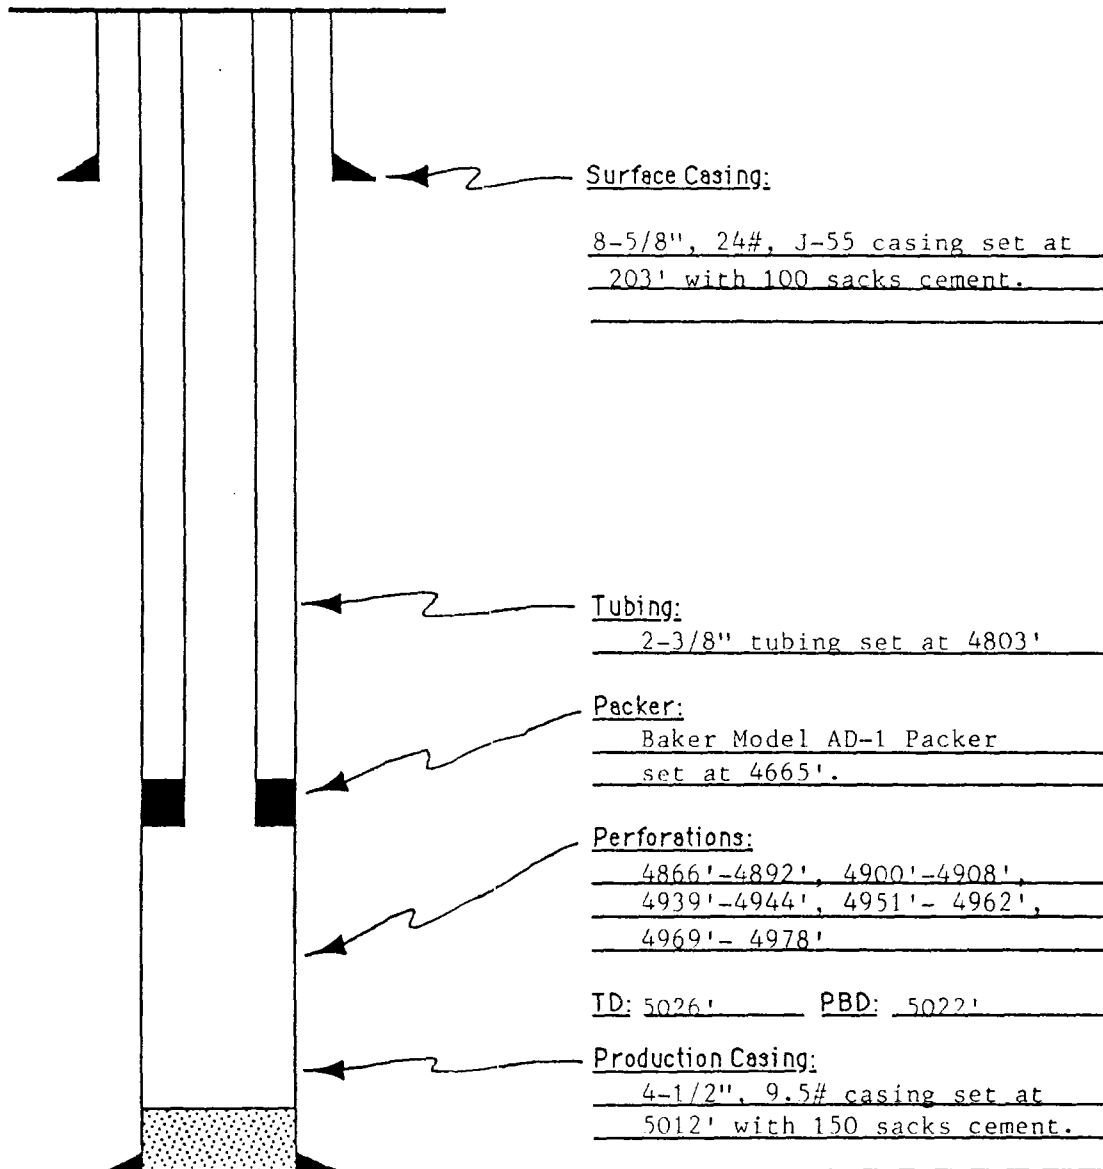 Surface Casing:
8-5/8", 24#, J-55 casing set at
203' with 100 sacks cement.
Tubing:
2-3/8" tubing set at 4803'
Packer:
Baker Model AD-1 Packer
set at 4665'.
Perforations:
4866'-4892', 4900'-4908',
4939'-4944', 4951'- 4962',
4969'- 4978'
TD: 5026' PBD: 5022'
Production Casing:
4-1/2", 9.5# casing set at
5012' with 150 sacks cement.